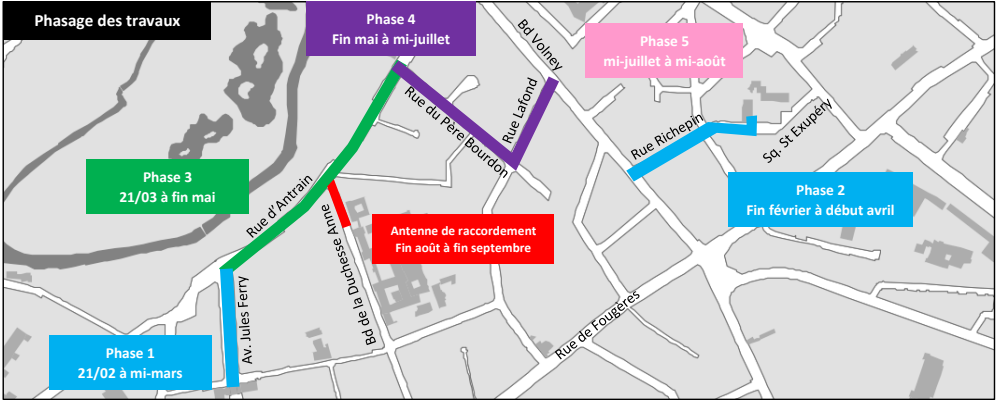 Phasage des travaux
Phase 4
Fin mai à mi-juillet
Bd Volney
Phase 5
mi-juillet à mi-août
Rue du Père Bourdon
Rue Lafond
Rue Richepin
Sq. St Exupéry
Phase 3
21/03 à fin mai
Rue d'Antrain
Phase 2
Fin février à début avril
Antenne de raccordement
Fin août à fin septembre
Bd de la Duchesse Anne
Av. Jules Ferry
Rue de Fougères
Phase 1
21/02 à mi-mars